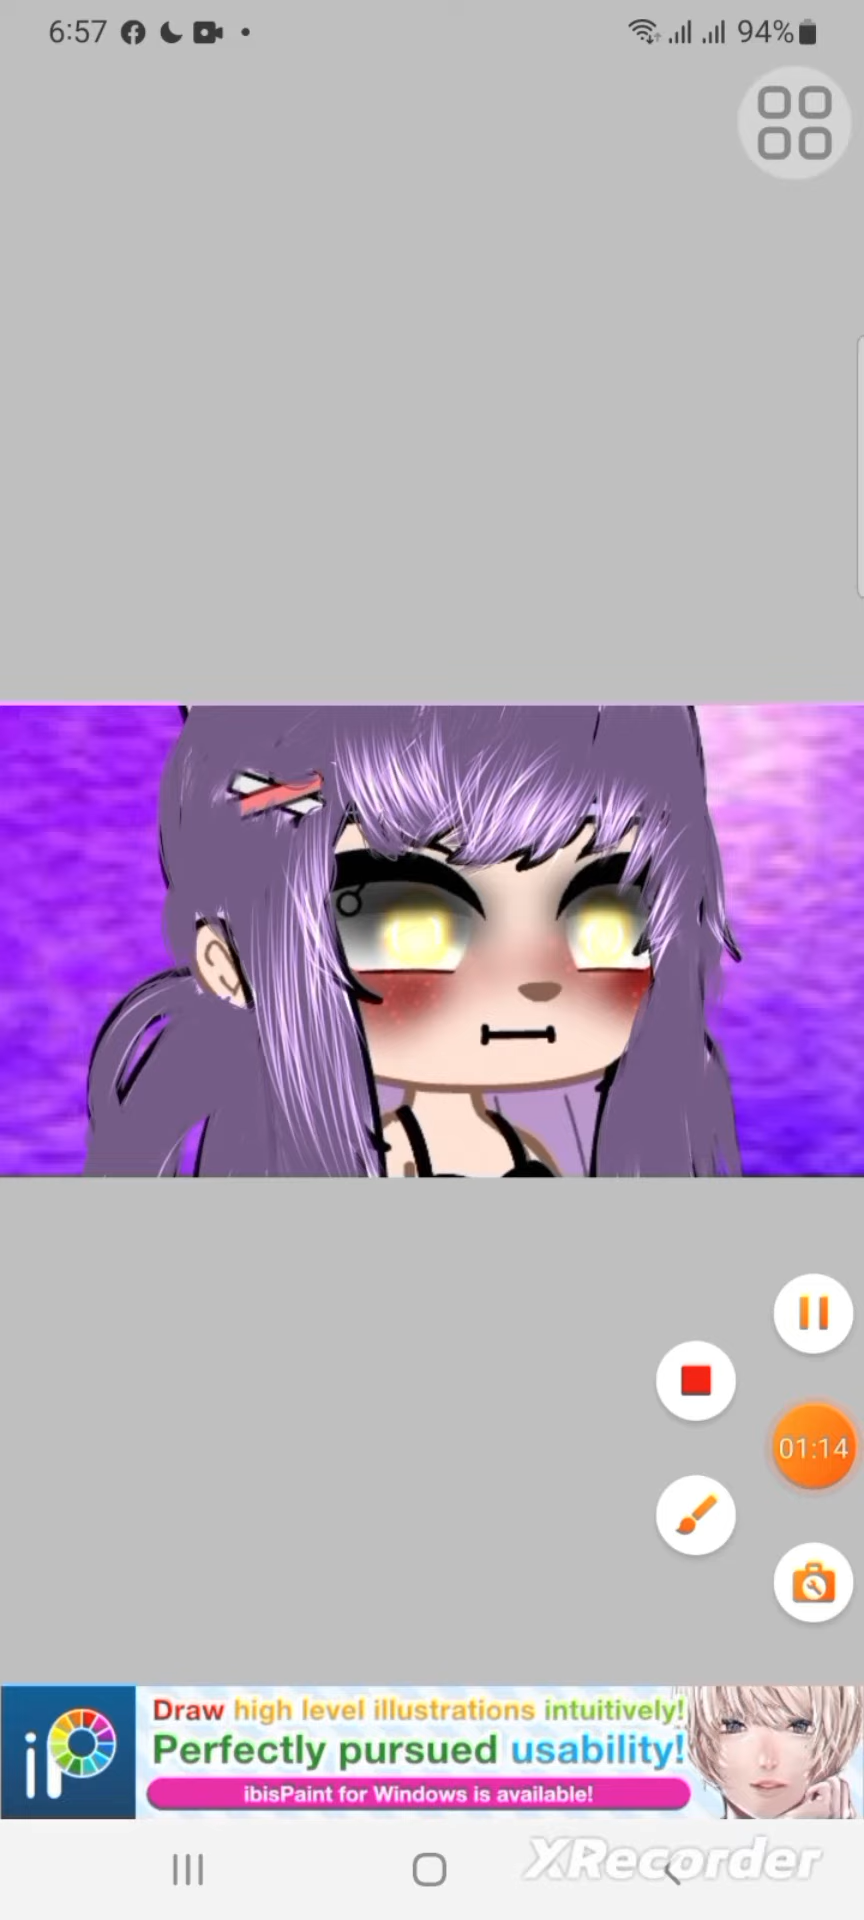 6:57
94%
01:14
iP
Draw high level illustrations intuitively!
Perfectly pursued usability!
ibisPaint for Windows is available!
XRecorder